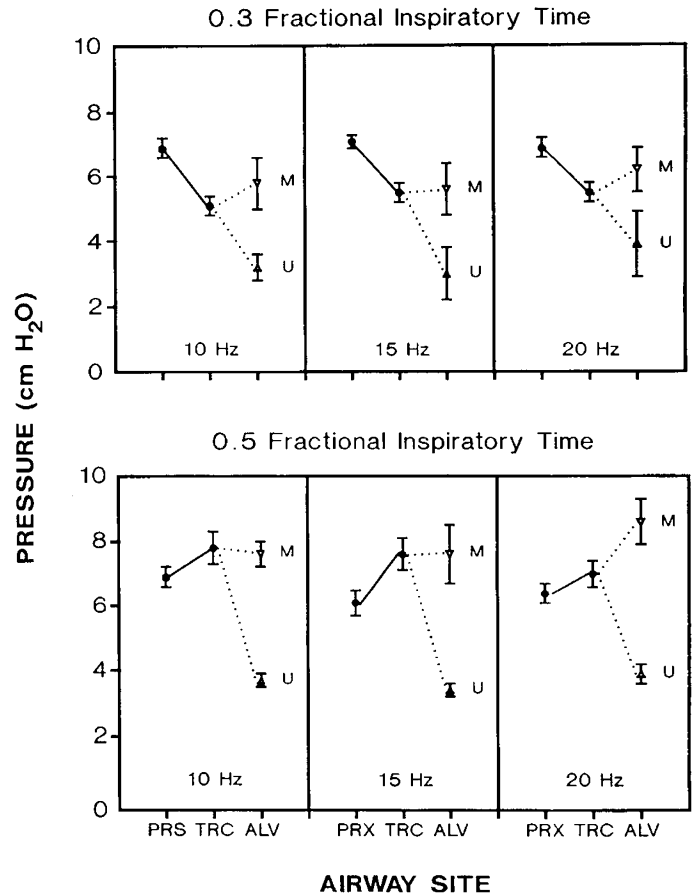 0.3 Fractional Inspiratory Time
10
8
6
4
2
0
M
U
10 Hz
M
U
15 Hz
M
U
20 Hz
PRESSURE (cm H₂O)
0.5 Fractional Inspiratory Time
10
8
6
4
2
0
M
U
10 Hz
M
U
15 Hz
M
U
20 Hz
PRS TRC ALV PRX TRC ALV PRX TRC ALV
AIRWAY SITE